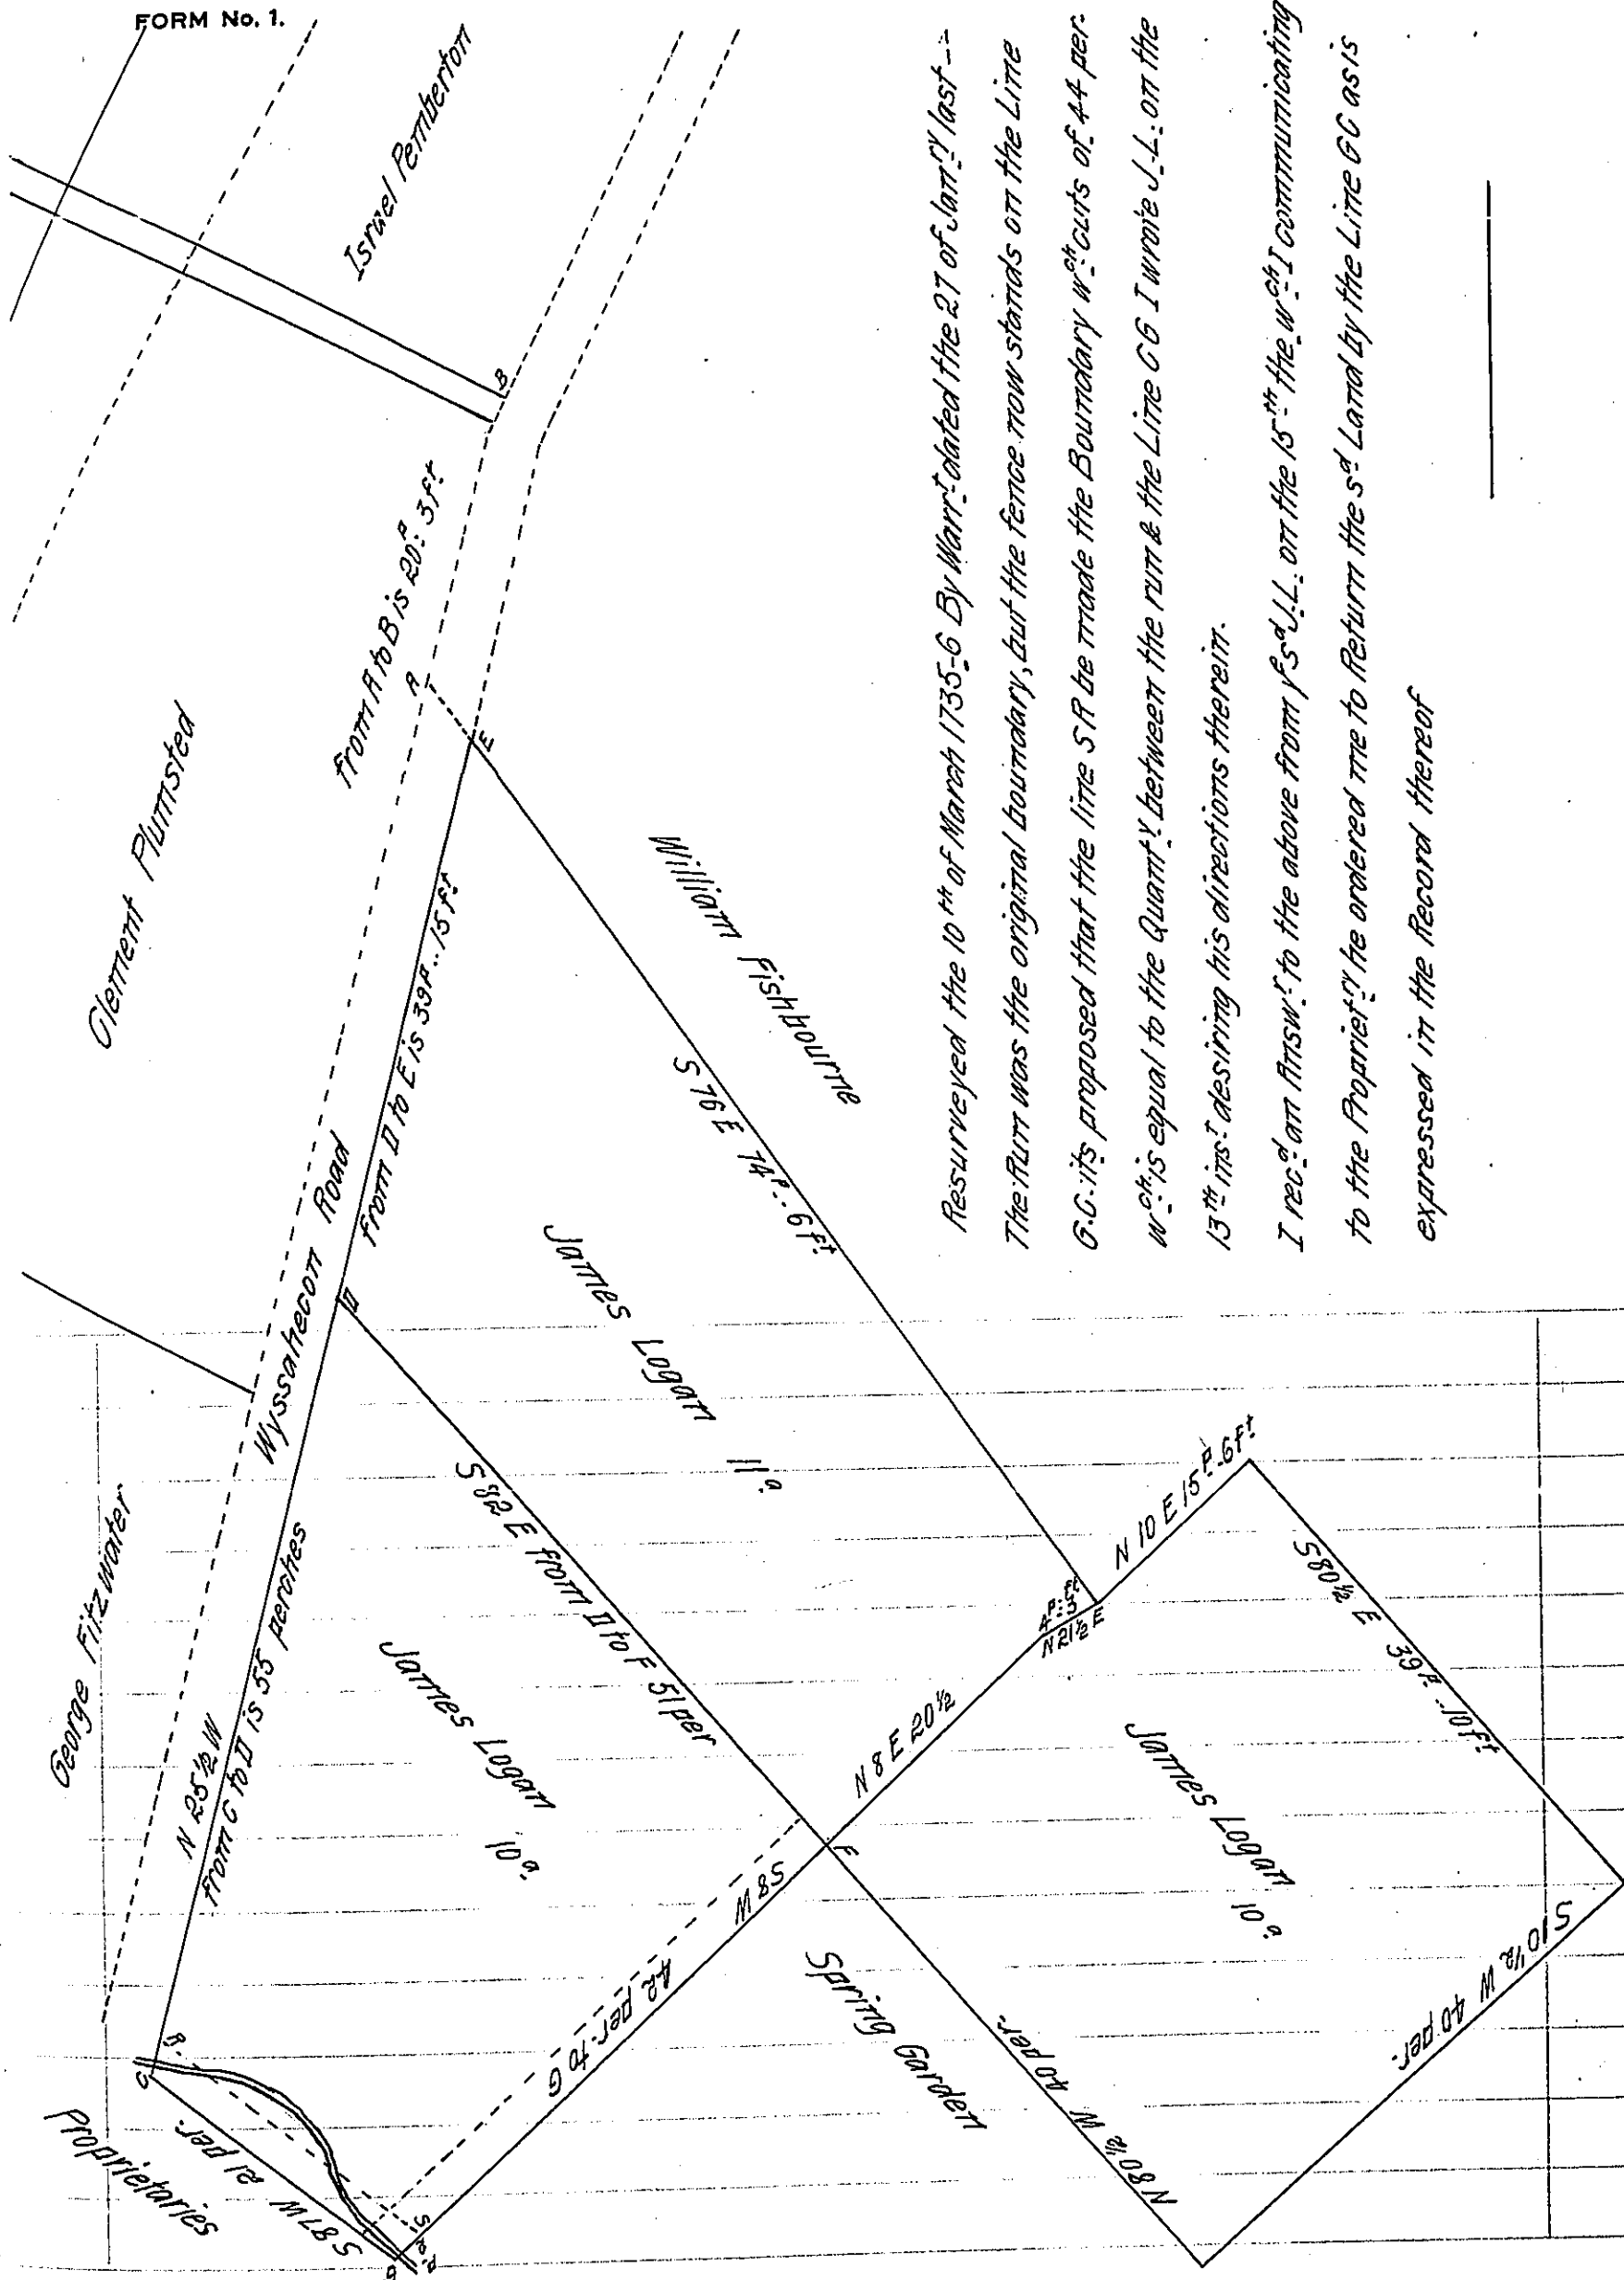 FORM No. 1.
Israel Pemberton
Clement Plumsted
from A to B is 20P. 3ft
B
A
E
Wyssahecon Road
from D to E is 39P..15ft
D
George Fitzwater
N 25½ W
from C to D is 55 perches
William Fishbourne
S 76 E 74P..6ft
James Logan
11a.
S 82 E from D to F 51 per
James Logan
10a.
N 8 E 20½
4P:5ft
N 21½ E
N 10 E 15P.6ft
S 80½ E 39P..10ft
James Logan
10a.
S 10½ W 40 per.
N 80½ W 40 per.
Spring Garden
F
S 8 W
42 per. to G
C
R
S
G
P.2
S 87 W 21 per.
Proprietaries
Resurveyed the 10th of March 1735-6 By Warrt dated the 27 of Janry last --
The Run was the original boundary, but the fence now stands on the Line
G.C. its proposed that the line SR be made the Boundary wch cuts of 44 per.
wch is equal to the Quanty between the run & the Line CG I wrote J.L. on the
13th inst desiring his directions therein.
I recd an Answr to the above from ye sd J.L. on the 15th the wch I communicating
to the Proprietry he ordered me to Return the sd Land by the Line GC as is
expressed in the Record thereof